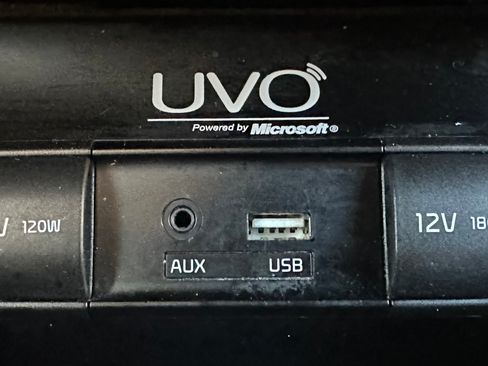 UVO
Powered by Microsoft®
120W
12V
AUX USB